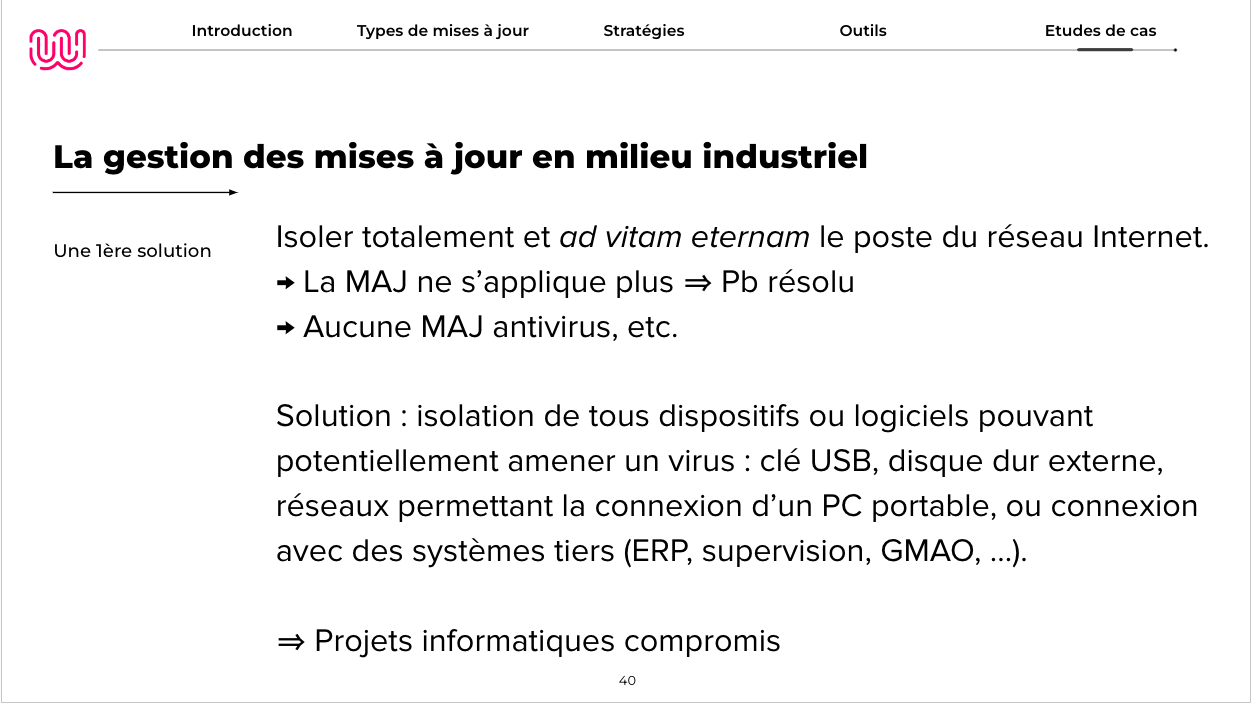 Introduction Types de mises à jour Stratégies Outils Etudes de cas
La gestion des mises à jour en milieu industriel
Une 1ère solution
Isoler totalement et ad vitam eternam le poste du réseau Internet.
➜ La MAJ ne s’applique plus ⇒ Pb résolu
➜ Aucune MAJ antivirus, etc.
Solution : isolation de tous dispositifs ou logiciels pouvant
potentiellement amener un virus : clé USB, disque dur externe,
réseaux permettant la connexion d’un PC portable, ou connexion
avec des systèmes tiers (ERP, supervision, GMAO, ...).
⇒ Projets informatiques compromis
40